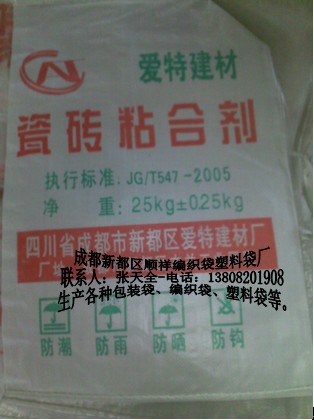 爱特建材
瓷砖粘合剂
执行标准:JG/T547-2005
净 重:25kg±0.25kg
四川省成都市新都区爱特建材厂
成都新都区顺祥编织袋塑料袋厂
联系人:张天全-电话:13808201908
生产各种包装袋、编织袋、塑料袋等。
防潮 防雨 防晒 防钩